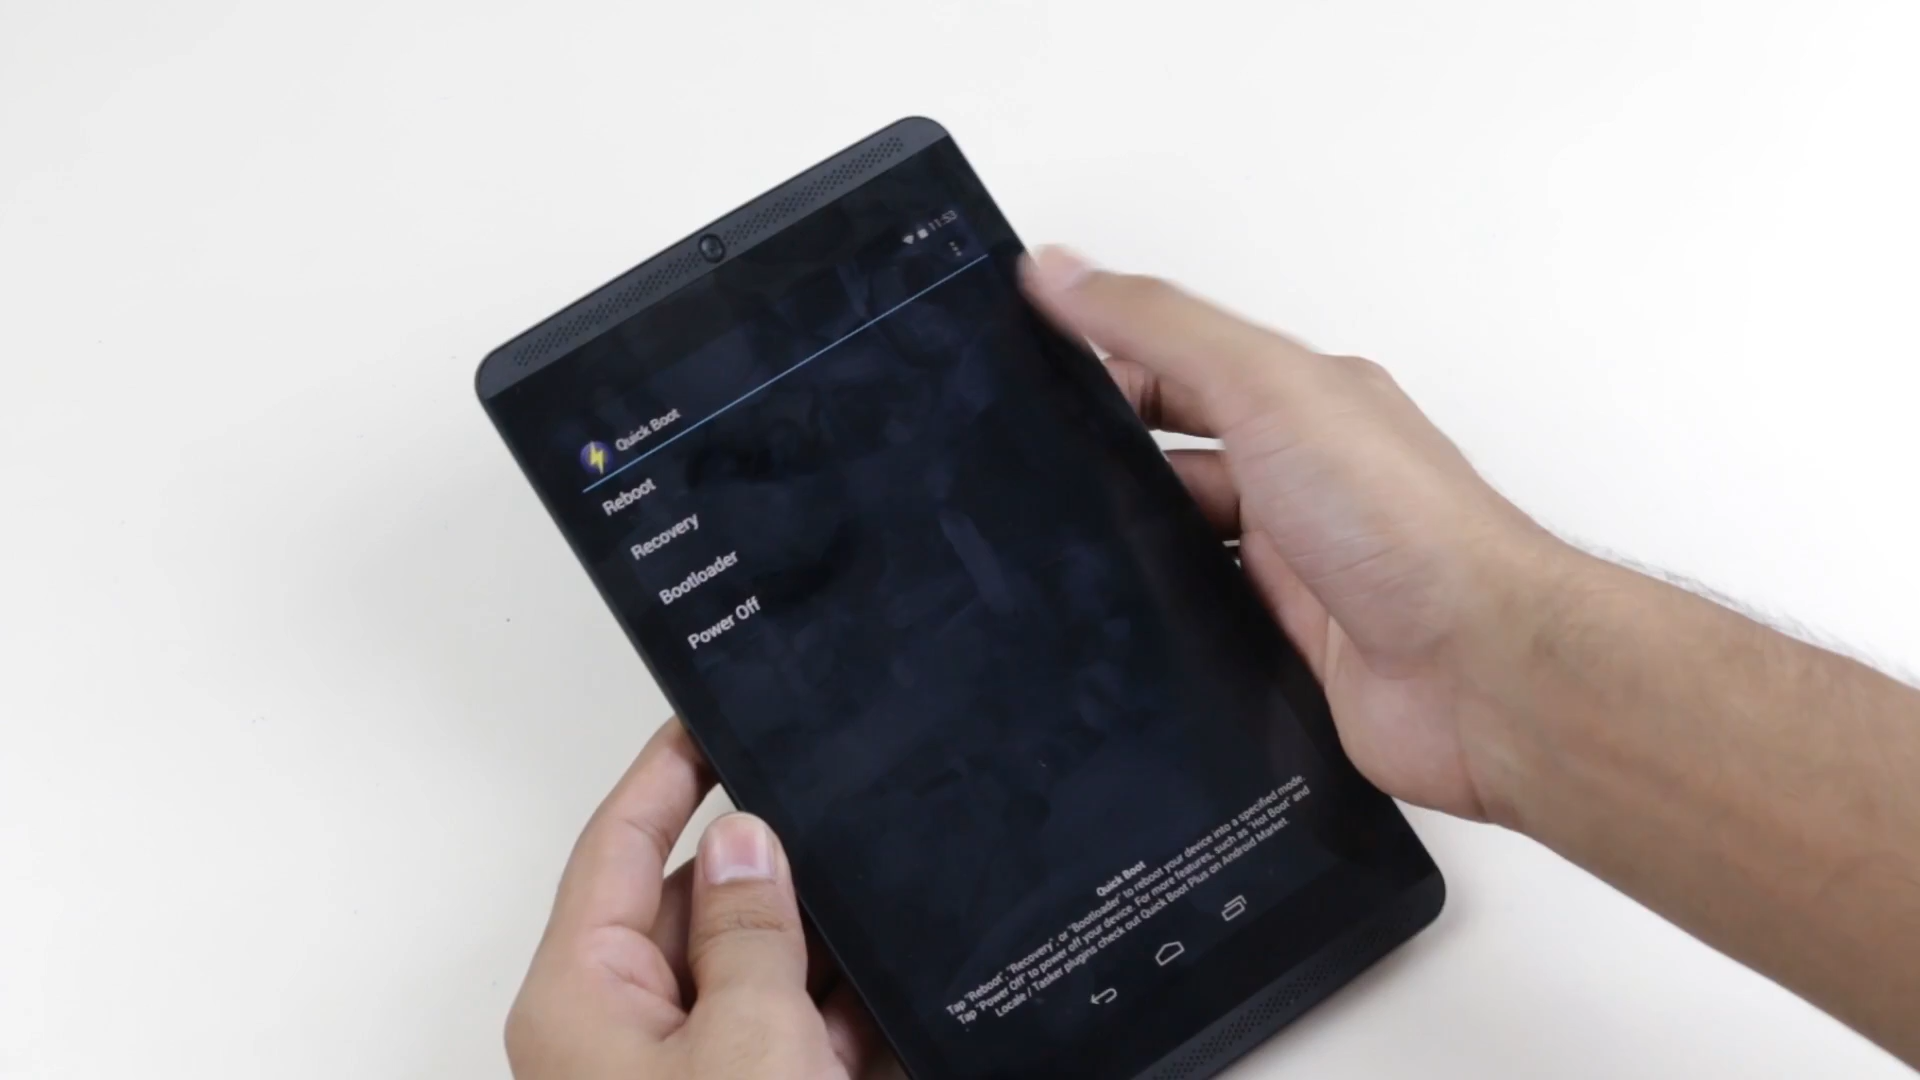 11:53
Quick Boot
Reboot
Recovery
Bootloader
Power Off
Quick Boot
Tap "Reboot", "Recovery", or "Bootloader" to reboot your device into a specified mode.
Tap "Power Off" to power off your device. For more features, such as "Hot Boot" and
Locale / Tasker plugins check out Quick Boot Plus on Android Market.